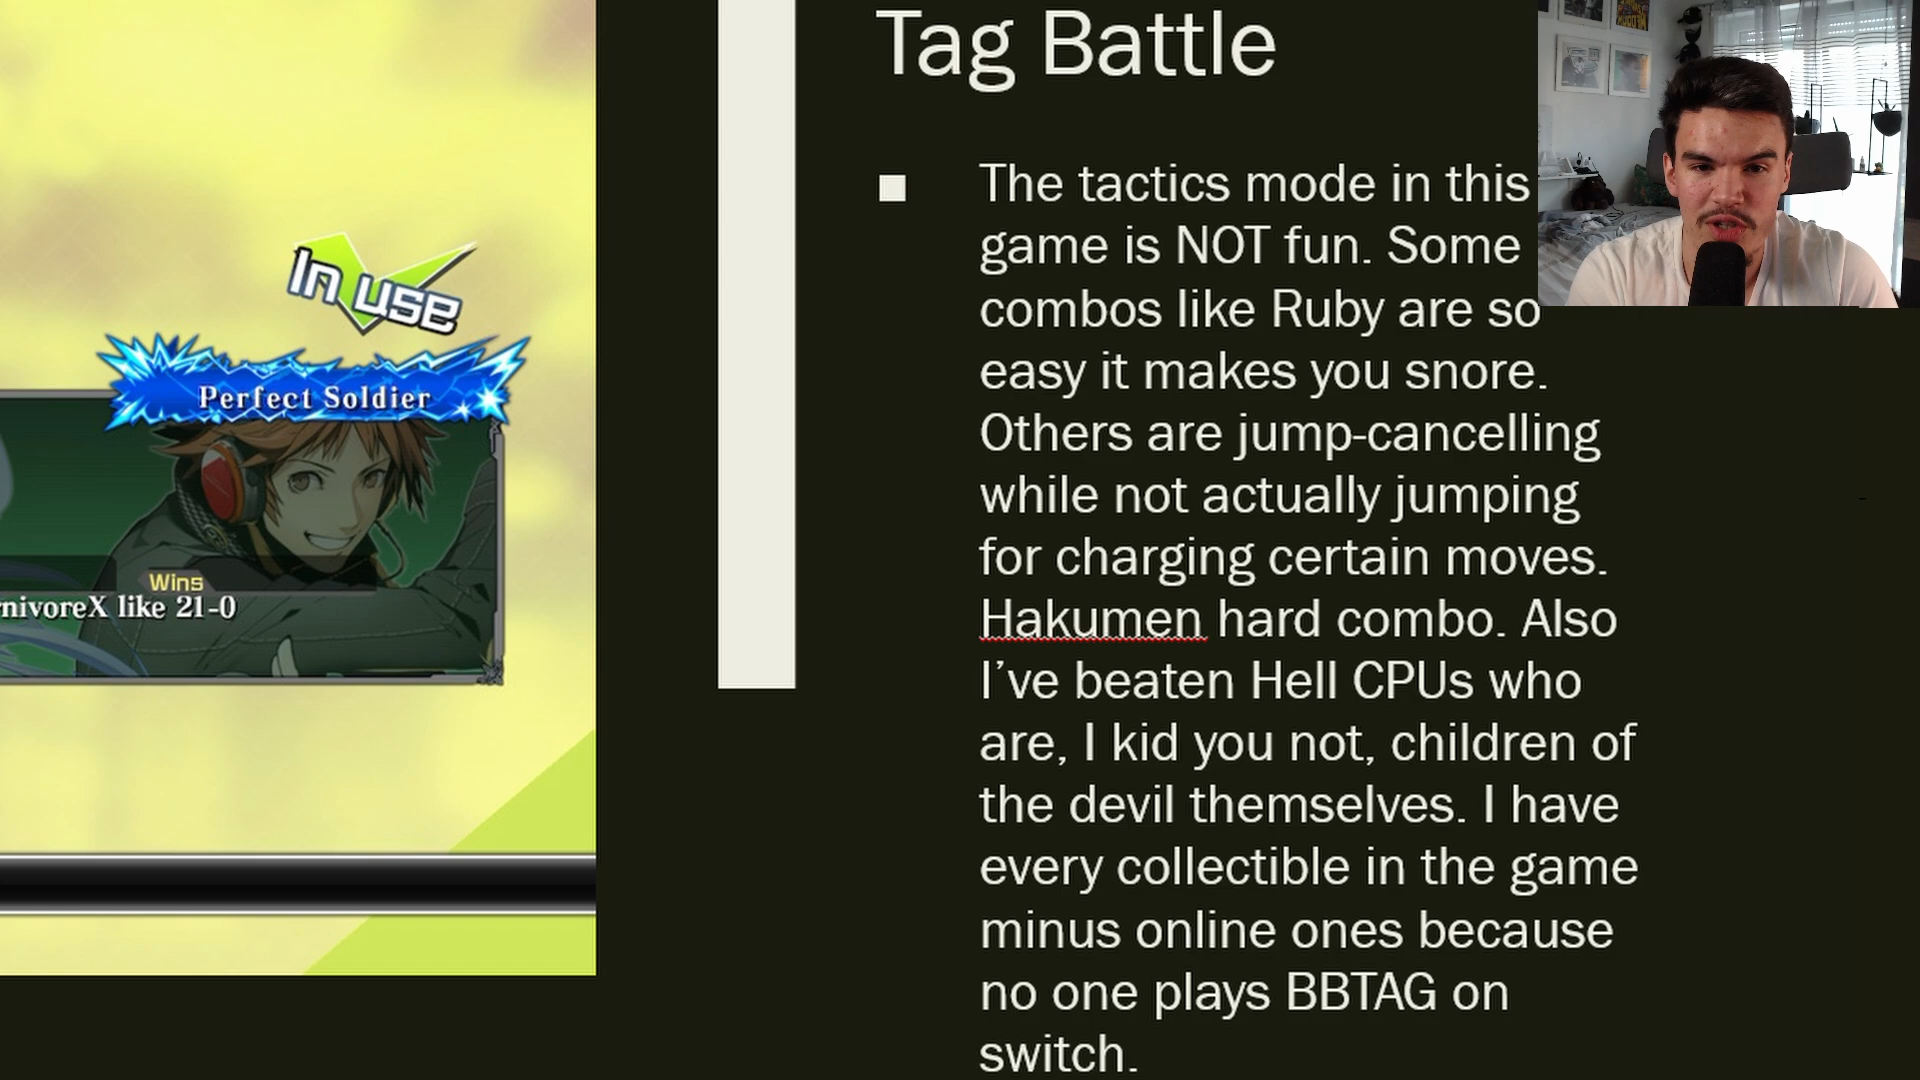 Tag Battle
In use
Perfect Soldier
Wins
nivoreX like 21-0
The tactics mode in this
game is NOT fun. Some
combos like Ruby are so
easy it makes you snore.
Others are jump-cancelling
while not actually jumping
for charging certain moves.
Hakumen hard combo. Also
I’ve beaten Hell CPUs who
are, I kid you not, children of
the devil themselves. I have
every collectible in the game
minus online ones because
no one plays BBTAG on
switch.